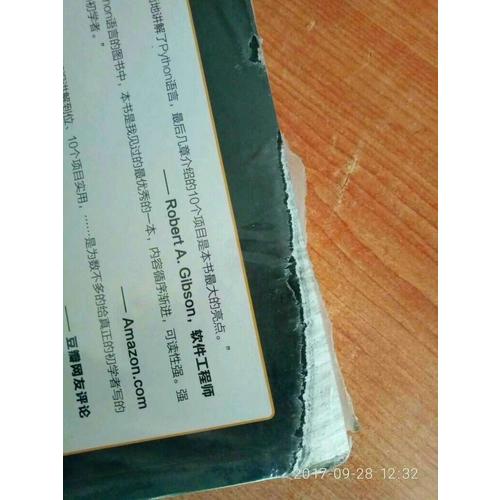 地讲解了Python语言，最后几章介绍的10个项目是本书最大的亮点。”
—— Robert A. Gibson，软件工程师
hon语言的图书中，本书是我见过的最优秀的一本，内容循序渐进，可读性强。强
初学者。”
—— Amazon.com
讲解到位、10个项目实用，……是为数不多的给真正的初学者写的
—— 豆瓣网友评论
2017-09-28 12:32